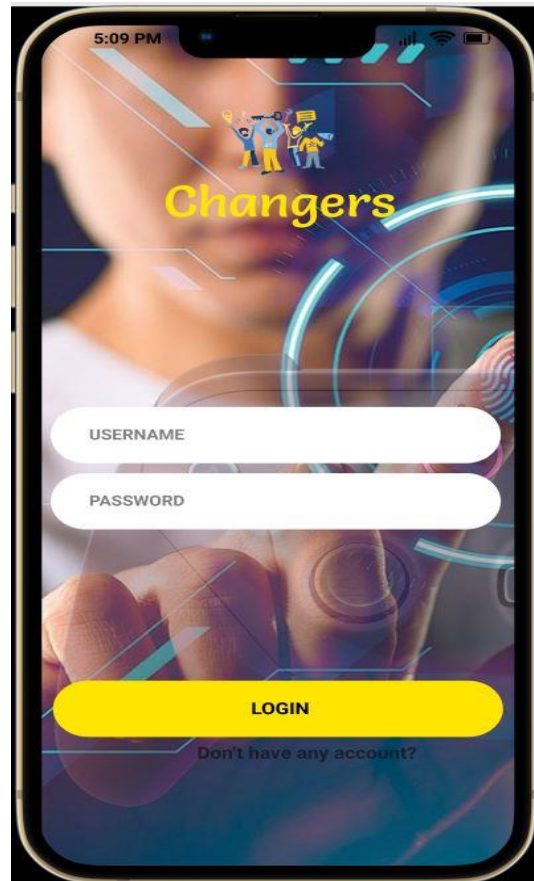 5:09 PM
Changers
USERNAME
PASSWORD
LOGIN
Don't have any account?